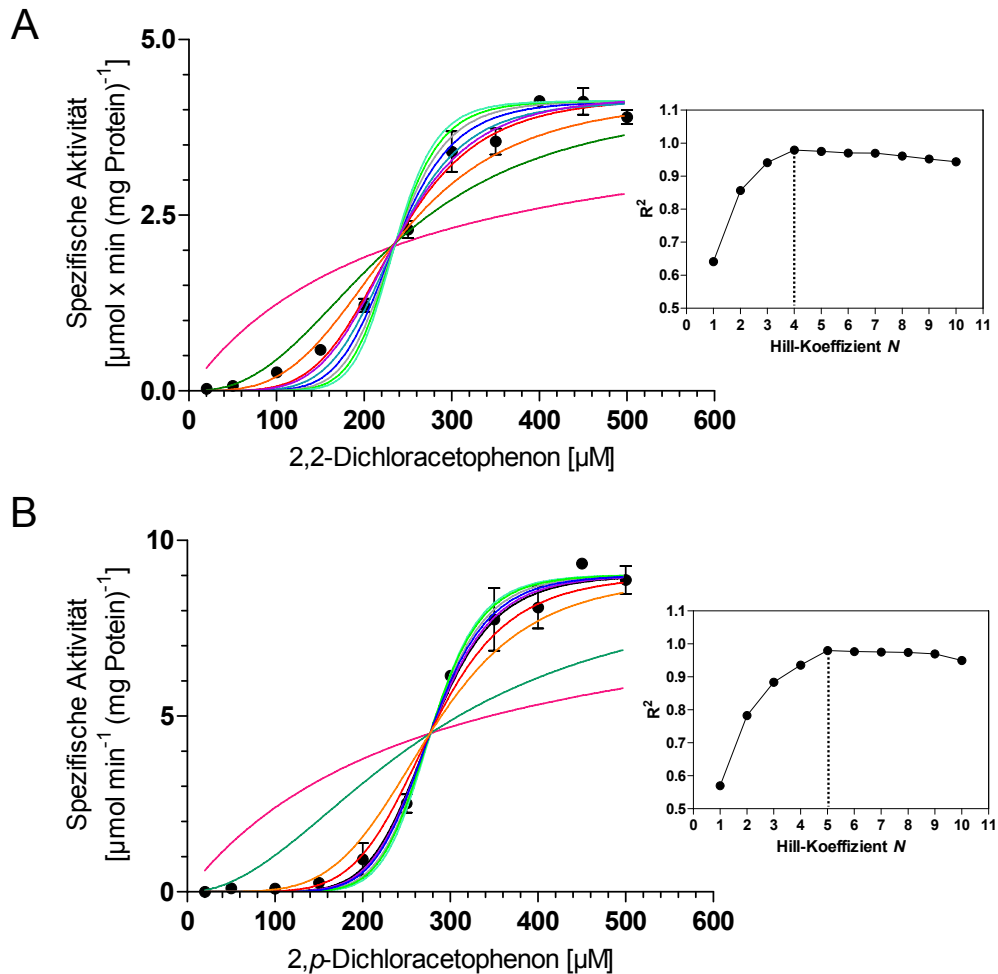 A
Spezifische Aktivität
[µmol x min (mg Protein)⁻¹
5.0
2.5
0.0
0 100 200 300 400 500 600
2,2-Dichloracetophenon [µM]
R²
1.1
1.0
0.9
0.8
0.7
0.6
0.5
0 1 2 3 4 5 6 7 8 9 10 11
Hill-Koeffizient N
B
Spezifische Aktivität
[µmol min⁻¹ (mg Potein)⁻¹]
10
5
0
0 100 200 300 400 500 600
2,p-Dichloracetophenon [µM]
R²
1.1
1.0
0.9
0.8
0.7
0.6
0.5
0 1 2 3 4 5 6 7 8 9 10 11
Hill-Koeffizient N